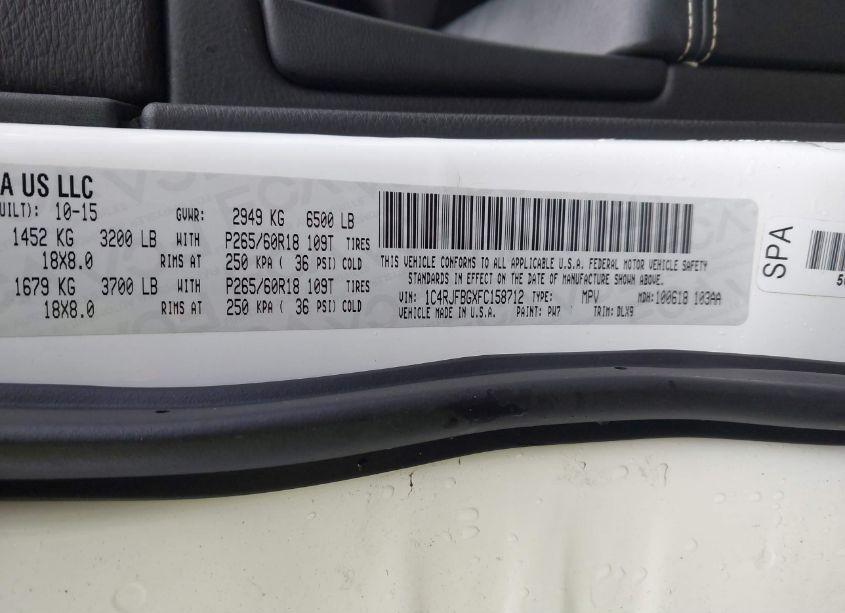 A US LLC
UILT): 10-15 GVWR: 2949 KG 6500 LB
1452 KG 3200 LB WITH P265/60R18 109T TIRES
18X8.0 RIMS AT 250 KPA ( 36 PSI) COLD
1679 KG 3700 LB WITH P265/60R18 109T TIRES
18X8.0 RIMS AT 250 KPA ( 36 PSI) COLD
THIS VEHICLE CONFORMS TO ALL APPLICABLE U.S.A. FEDERAL MOTOR VEHICLE SAFETY
STANDARDS IN EFFECT ON THE DATE OF MANUFACTURE SHOWN ABOVE.
VIN: 1C4RJFBGXFC158712 TYPE: MPV MDH:100618 103AA
VEHICLE MADE IN U.S.A. PAINT: PW7 TRIM: DLX9
SPA